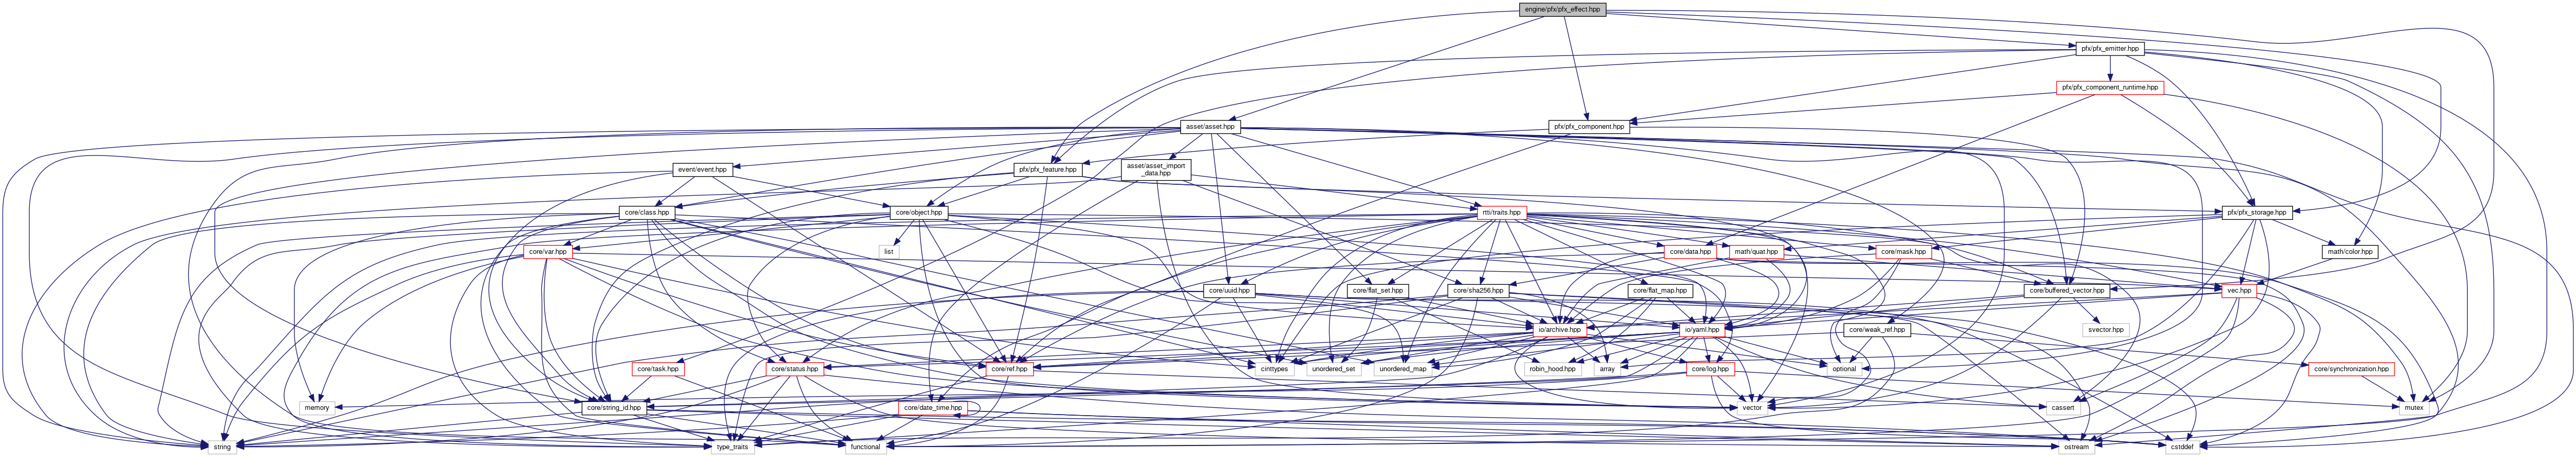 engine/pfx/pfx_effect.hpp
pfx/pfx_emitter.hpp
pfx/pfx_component_runtime.hpp
asset/asset.hpp
pfx/pfx_component.hpp
event/event.hpp
pfx/pfx_feature.hpp
asset/asset_import
_data.hpp
core/class.hpp
core/object.hpp
rtti/traits.hpp
pfx/pfx_storage.hpp
core/var.hpp
list
core/data.hpp
math/quat.hpp
core/mask.hpp
math/color.hpp
core/uuid.hpp
core/flat_set.hpp
core/sha256.hpp
core/flat_map.hpp
core/buffered_vector.hpp
vec.hpp
io/archive.hpp
io/yaml.hpp
core/weak_ref.hpp
svector.hpp
core/task.hpp
core/status.hpp
core/ref.hpp
cinttypes
unordered_set
unordered_map
robin_hood.hpp
array
core/log.hpp
optional
core/synchronization.hpp
memory
core/string_id.hpp
core/date_time.hpp
vector
cassert
mutex
string
type_traits
functional
ostream
cstddef